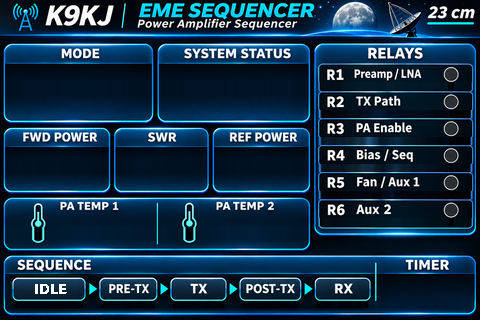 K9KJ
EME SEQUENCER
Power Amplifier Sequencer
23 cm
MODE
SYSTEM STATUS
RELAYS
R1 Preamp / LNA
R2 TX Path
R3 PA Enable
R4 Bias / Seq
R5 Fan / Aux 1
R6 Aux 2
FWD POWER
SWR
REF POWER
PA TEMP 1
PA TEMP 2
SEQUENCE
TIMER
IDLE
PRE-TX
TX
POST-TX
RX